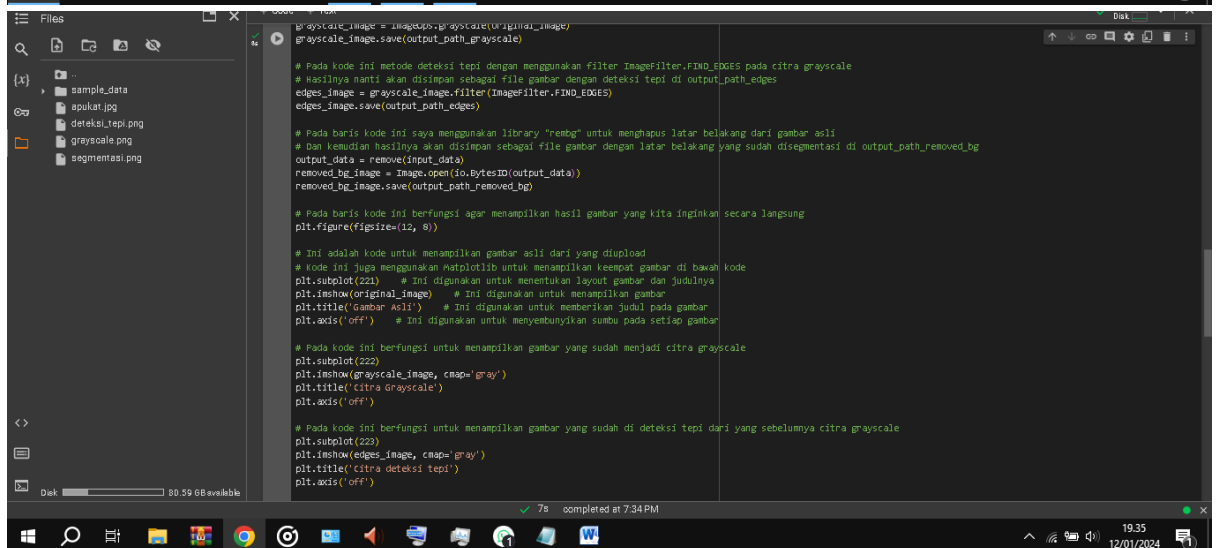 Files
Disk
..
sample_data
apukat.jpg
deteksi_tepi.png
grayscale.png
segmentasi.png
{x}
<>
Disk
80.59 GB available
8s
grayscale_image = ImageOps.grayscale(original_image)
grayscale_image.save(output_path_grayscale)
# Pada kode ini metode deteksi tepi dengan menggunakan filter ImageFilter.FIND_EDGES pada citra grayscale
# Hasilnya nanti akan disimpan sebagai file gambar dengan deteksi tepi di output_path_edges
edges_image = grayscale_image.filter(ImageFilter.FIND_EDGES)
edges_image.save(output_path_edges)
# Pada baris kode ini saya menggunakan library "rembg" untuk menghapus latar belakang dari gambar asli
# Dan kemudian hasilnya akan disimpan sebagai file gambar dengan latar belakang yang sudah disegmentasi di output_path_removed_bg
output_data = remove(input_data)
removed_bg_image = Image.open(io.BytesIO(output_data))
removed_bg_image.save(output_path_removed_bg)
# Pada baris kode ini berfungsi agar menampilkan hasil gambar yang kita inginkan secara langsung
plt.figure(figsize=(12, 8))
# Ini adalah kode untuk menampilkan gambar asli dari yang diupload
# Kode ini juga menggunakan Matplotlib untuk menampilkan keempat gambar di bawah kode
plt.subplot(221) # Ini digunakan untuk menentukan layout gambar dan judulnya
plt.imshow(original_image) # Ini digunakan untuk menampilkan gambar
plt.title('Gambar Asli') # Ini digunakan untuk memberikan judul pada gambar
plt.axis('off') # Ini digunakan untuk menyembunyikan sumbu pada setiap gambar
# Pada kode ini berfungsi untuk menampilkan gambar yang sudah menjadi citra grayscale
plt.subplot(222)
plt.imshow(grayscale_image, cmap='gray')
plt.title('Citra Grayscale')
plt.axis('off')
# Pada kode ini berfungsi untuk menampilkan gambar yang sudah di deteksi tepi dari yang sebelumnya citra grayscale
plt.subplot(223)
plt.imshow(edges_image, cmap='gray')
plt.title('Citra deteksi tepi')
plt.axis('off')
7s completed at 7:34 PM
19.35
12/01/2024